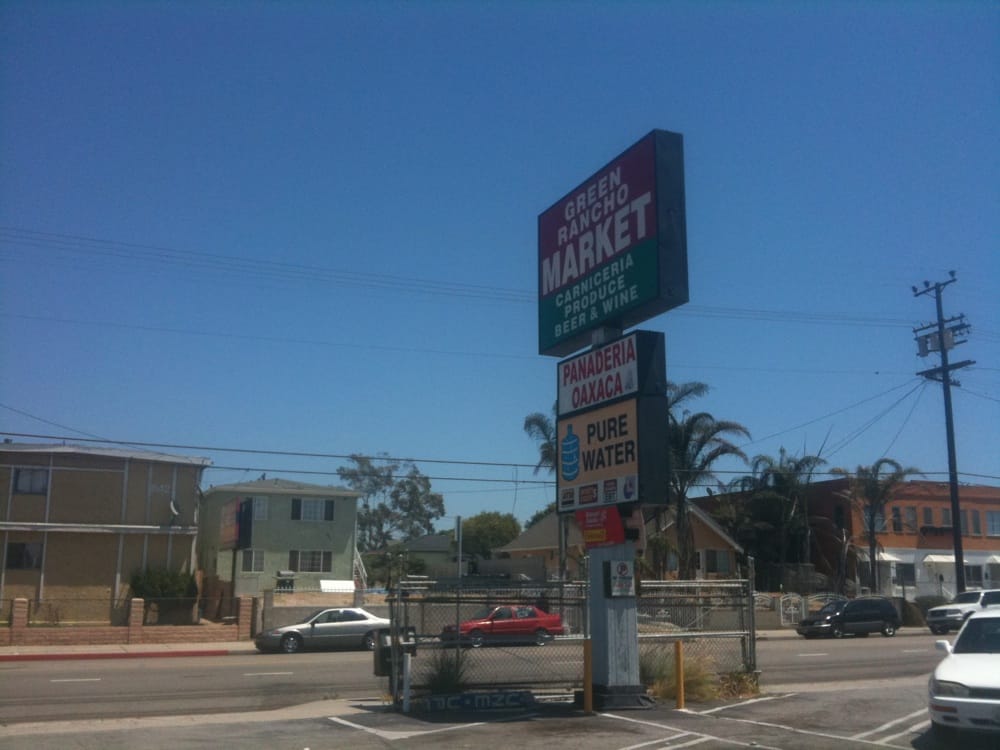 GREEN
RANCHO
MARKET
CARNICERIA
PRODUCE
BEER & WINE
PANADERIA
OAXACA
PURE
WATER